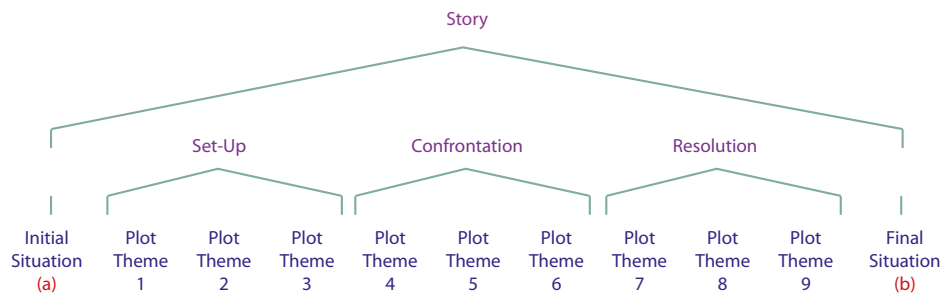 Story
Set-Up Confrontation Resolution
Initial Plot Plot Plot Plot Plot Plot Plot Plot Plot Final
Situation Theme Theme Theme Theme Theme Theme Theme Theme Theme Situation
(a) 1 2 3 4 5 6 7 8 9 (b)